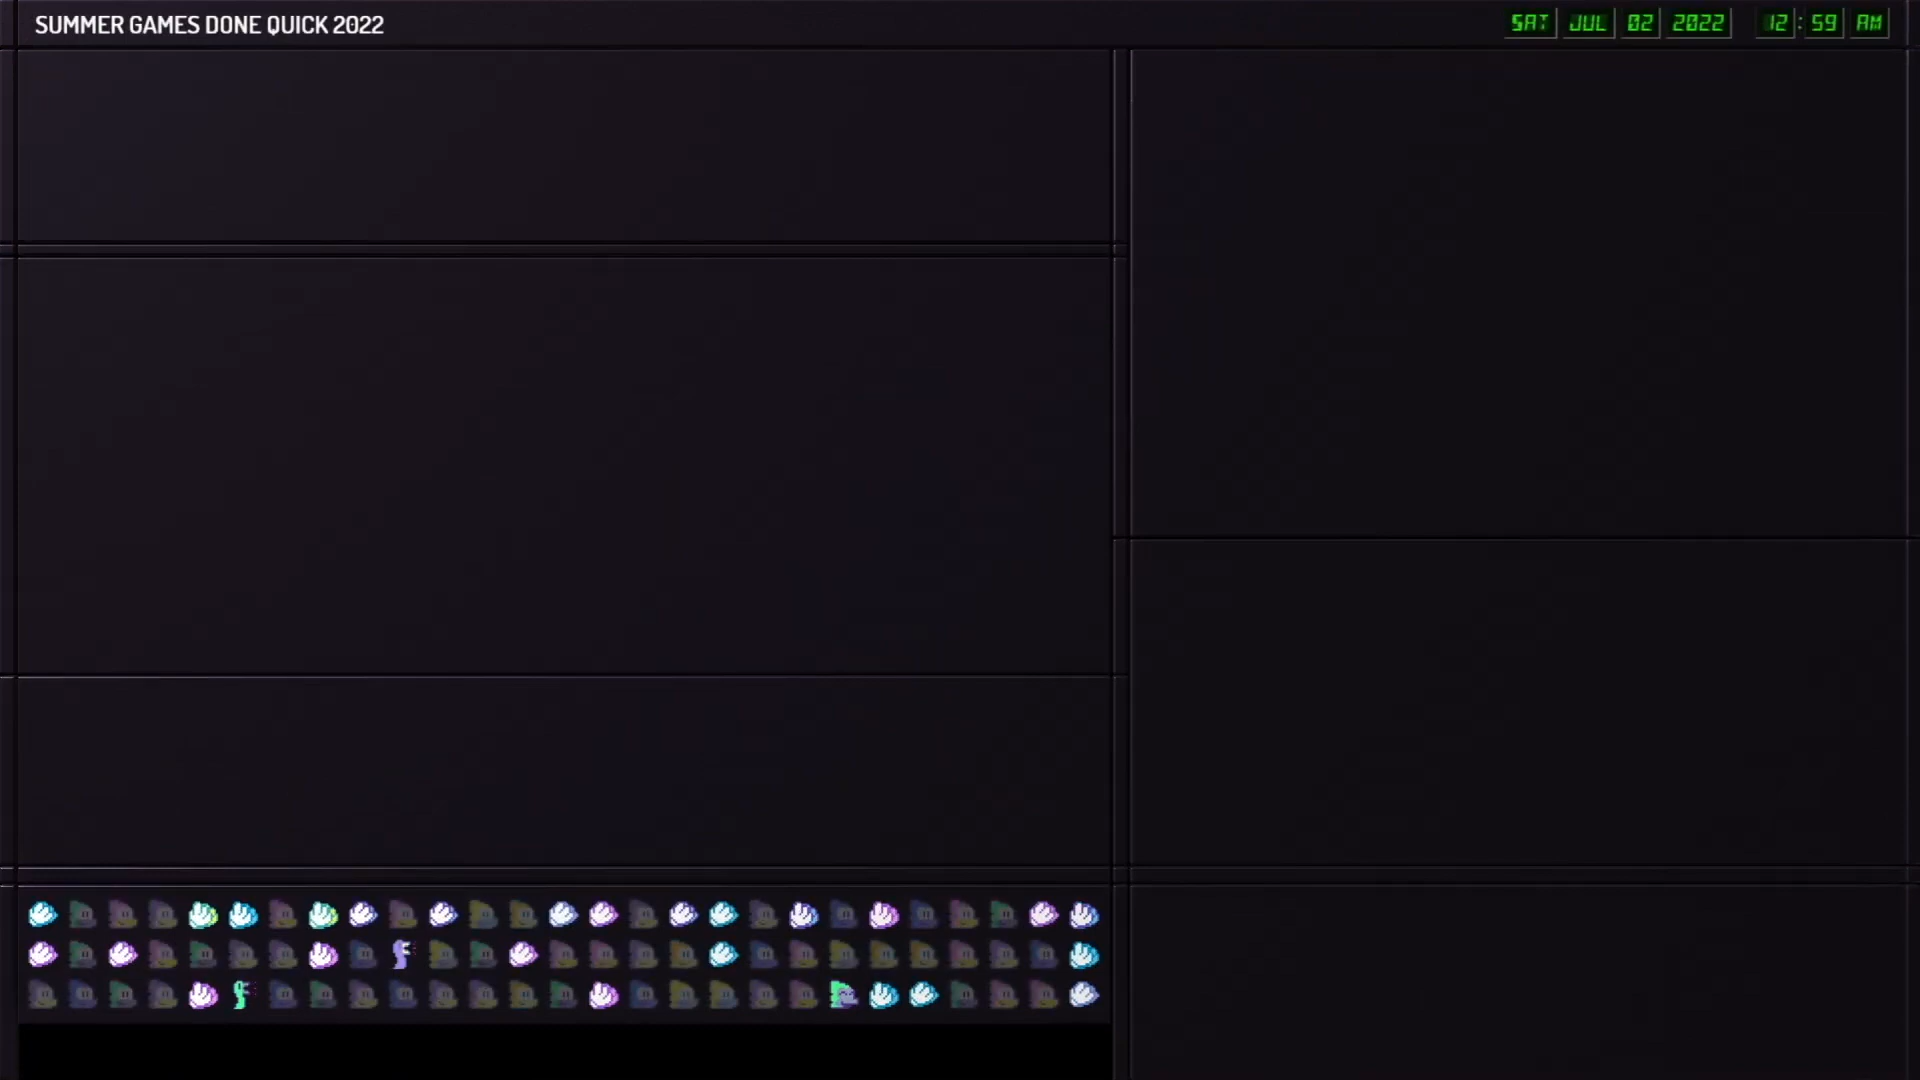 SUMMER GAMES DONE QUICK 2022
SAT JUL 02 2022 12:59 AM